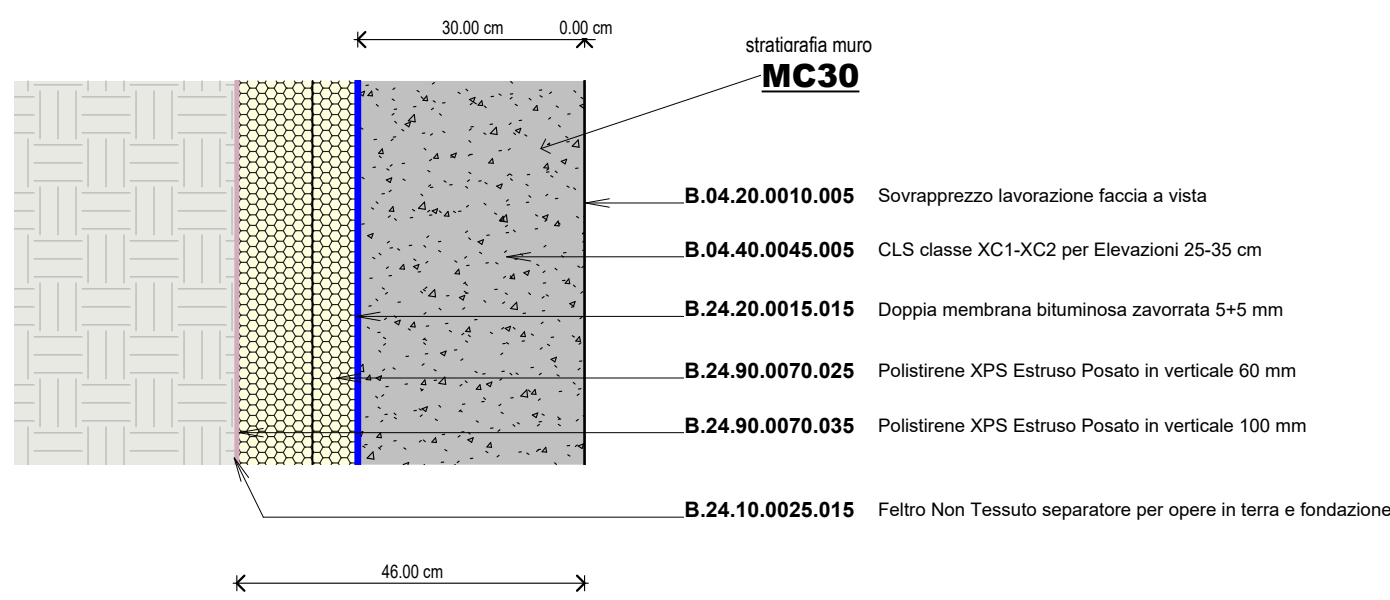 30.00 cm 0.00 cm
stratigrafia muro
MC30
B.04.20.0010.005 Sovrapprezzo lavorazione faccia a vista
B.04.40.0045.005 CLS classe XC1-XC2 per Elevazioni 25-35 cm
B.24.20.0015.015 Doppia membrana bituminosa zavorrata 5+5 mm
B.24.90.0070.025 Polistirene XPS Estruso Posato in verticale 60 mm
B.24.90.0070.035 Polistirene XPS Estruso Posato in verticale 100 mm
B.24.10.0025.015 Feltro Non Tessuto separatore per opere in terra e fondazione
46.00 cm